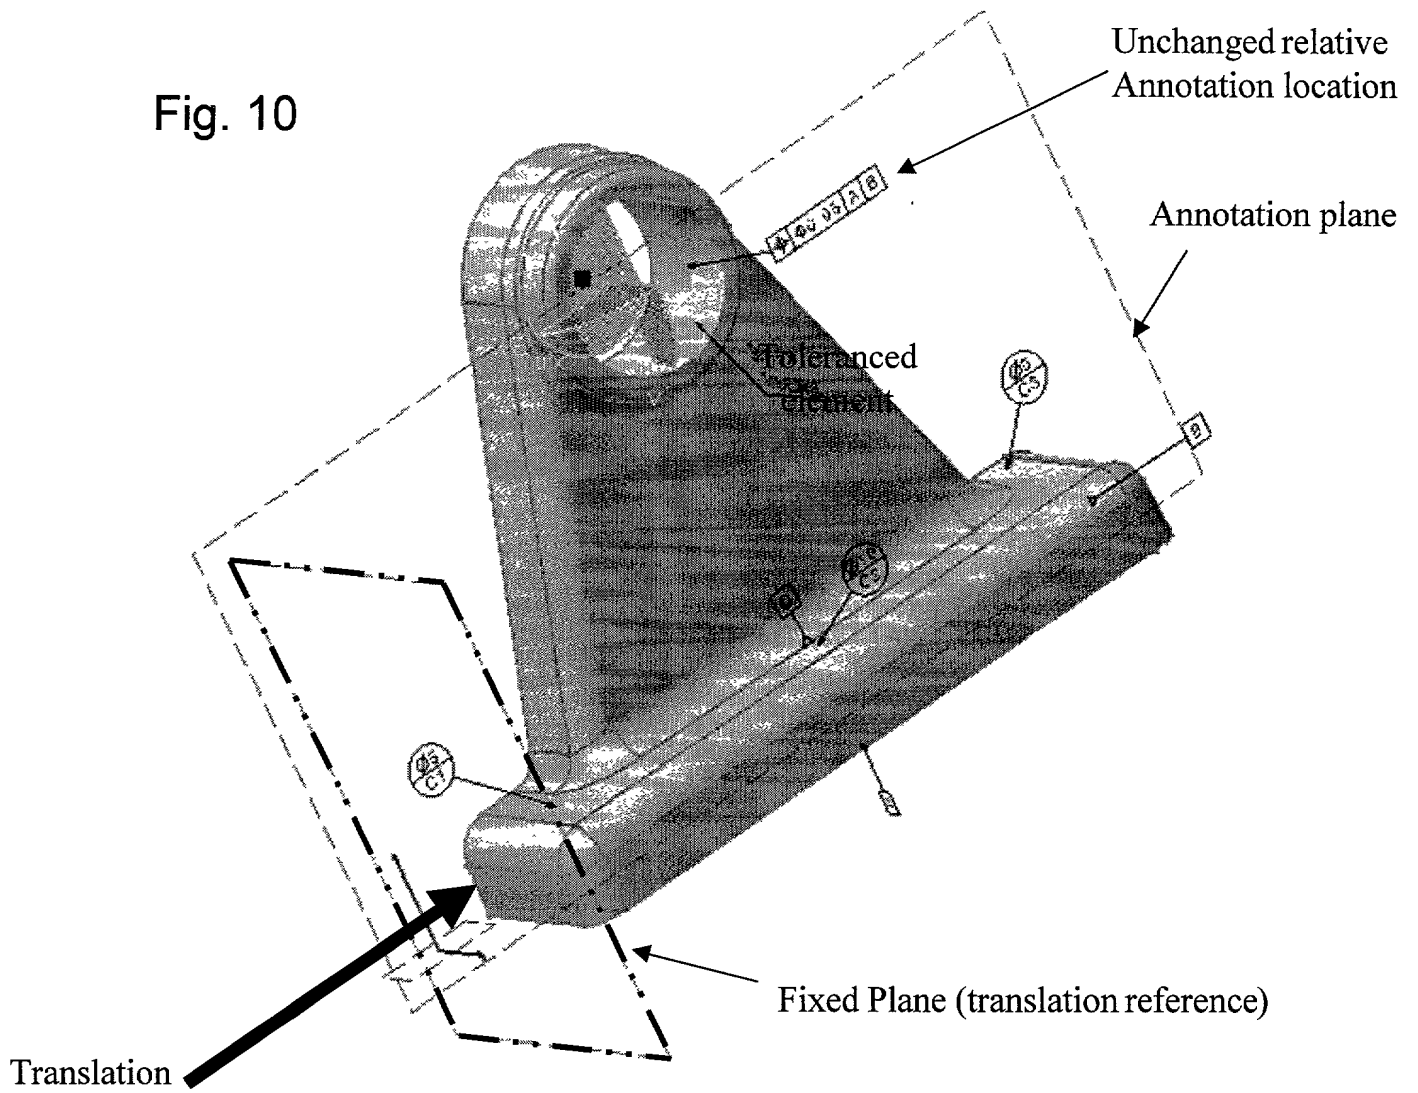 Fig. 10
Unchanged relative
Annotation location
Annotation plane
A B
Toleranced
element
B
Fixed Plane (translation reference)
Translation